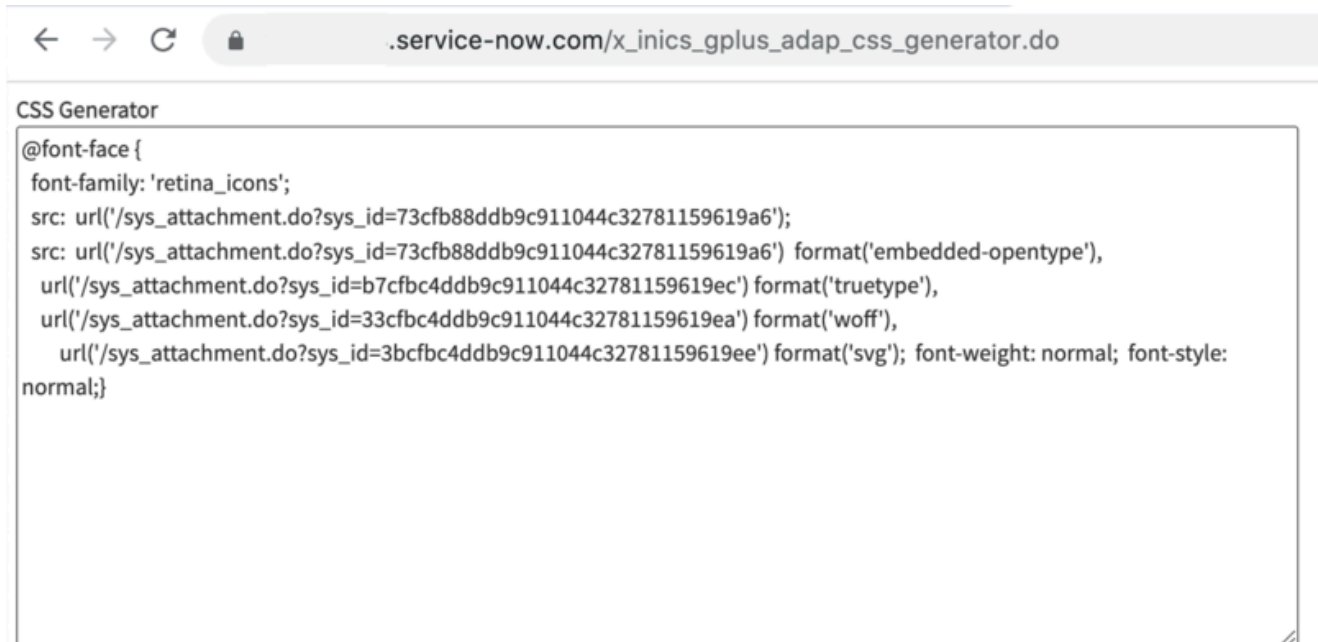 .service-now.com/x_inics_gplus_adap_css_generator.do
CSS Generator
@font-face {
font-family: 'retina_icons';
src: url('/sys_attachment.do?sys_id=73cfb88ddb9c911044c32781159619a6');
src: url('/sys_attachment.do?sys_id=73cfb88ddb9c911044c32781159619a6') format('embedded-opentype'),
url('/sys_attachment.do?sys_id=b7cfbc4ddb9c911044c32781159619ec') format('truetype'),
url('/sys_attachment.do?sys_id=33cfbc4ddb9c911044c32781159619ea') format('woff'),
url('/sys_attachment.do?sys_id=3bcfbc4ddb9c911044c32781159619ee') format('svg'); font-weight: normal; font-style:
normal;}